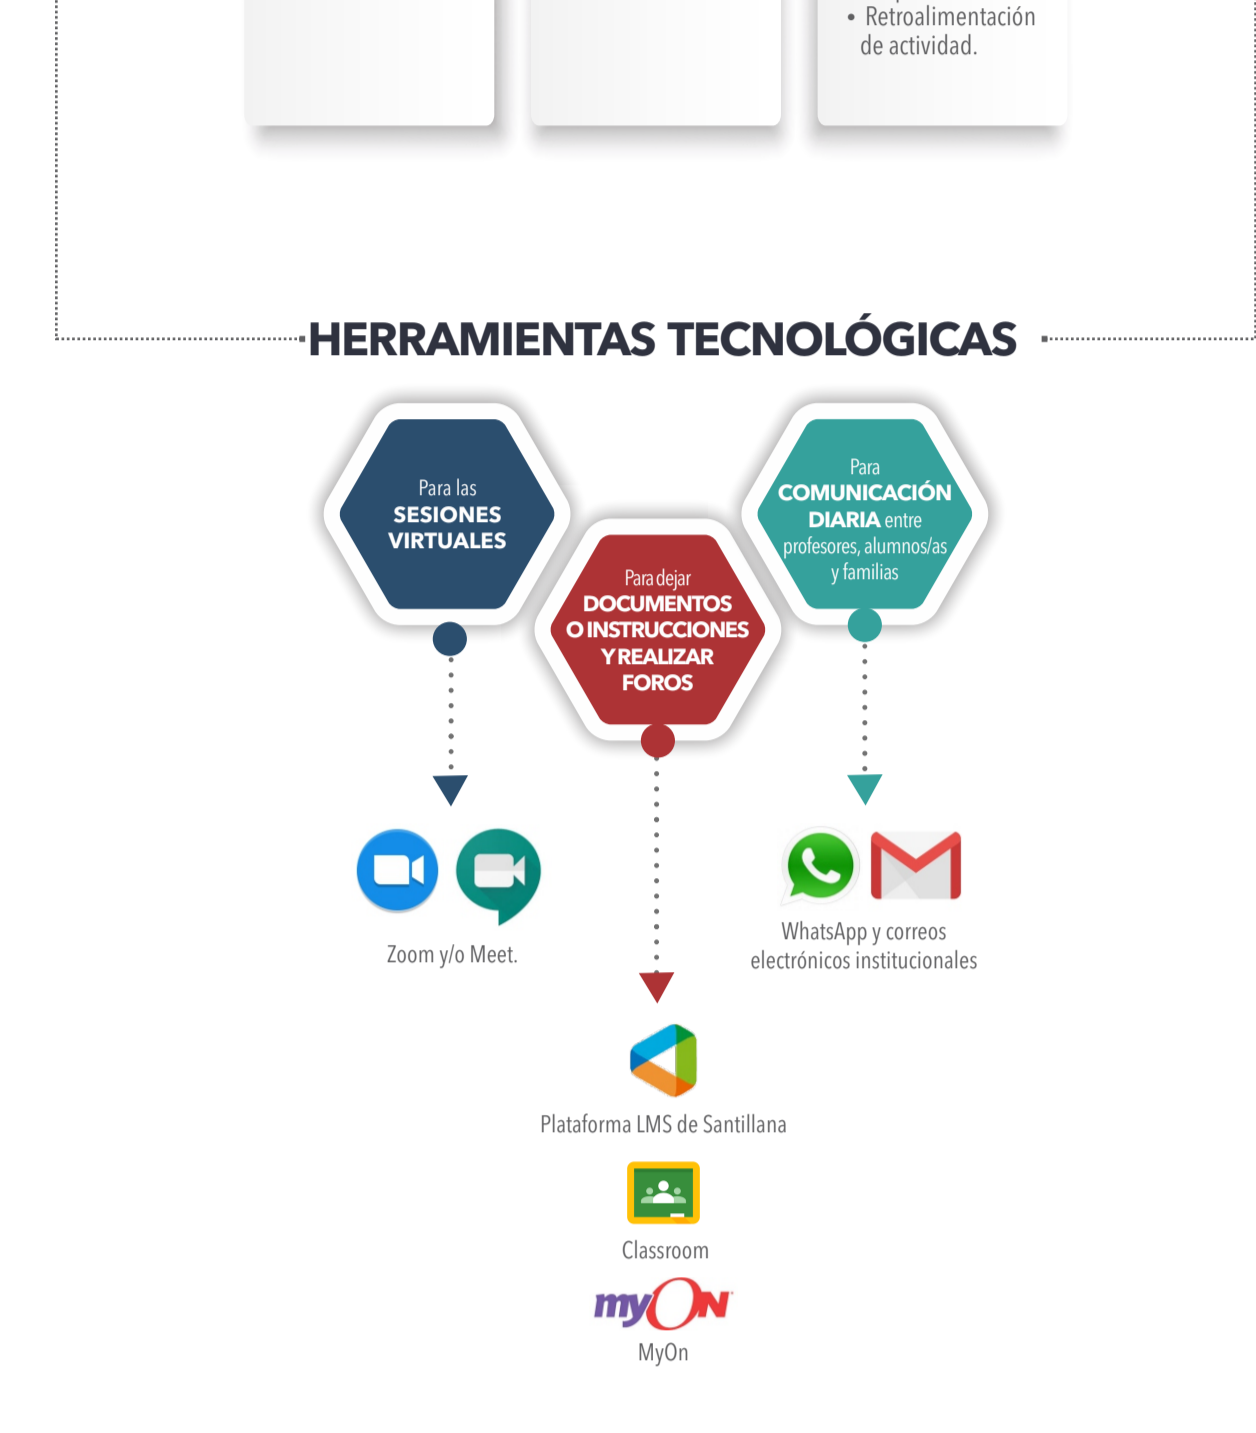 • Retroalimentación
de actividad.
HERRAMIENTAS TECNOLÓGICAS
Para las
SESIONES
VIRTUALES
Para dejar
DOCUMENTOS
O INSTRUCCIONES
Y REALIZAR
FOROS
Para
COMUNICACIÓN
DIARIA entre
profesores, alumnos/as
y familias
Zoom y/o Meet.
WhatsApp y correos
electrónicos institucionales
Plataforma LMS de Santillana
Classroom
myON
MyOn